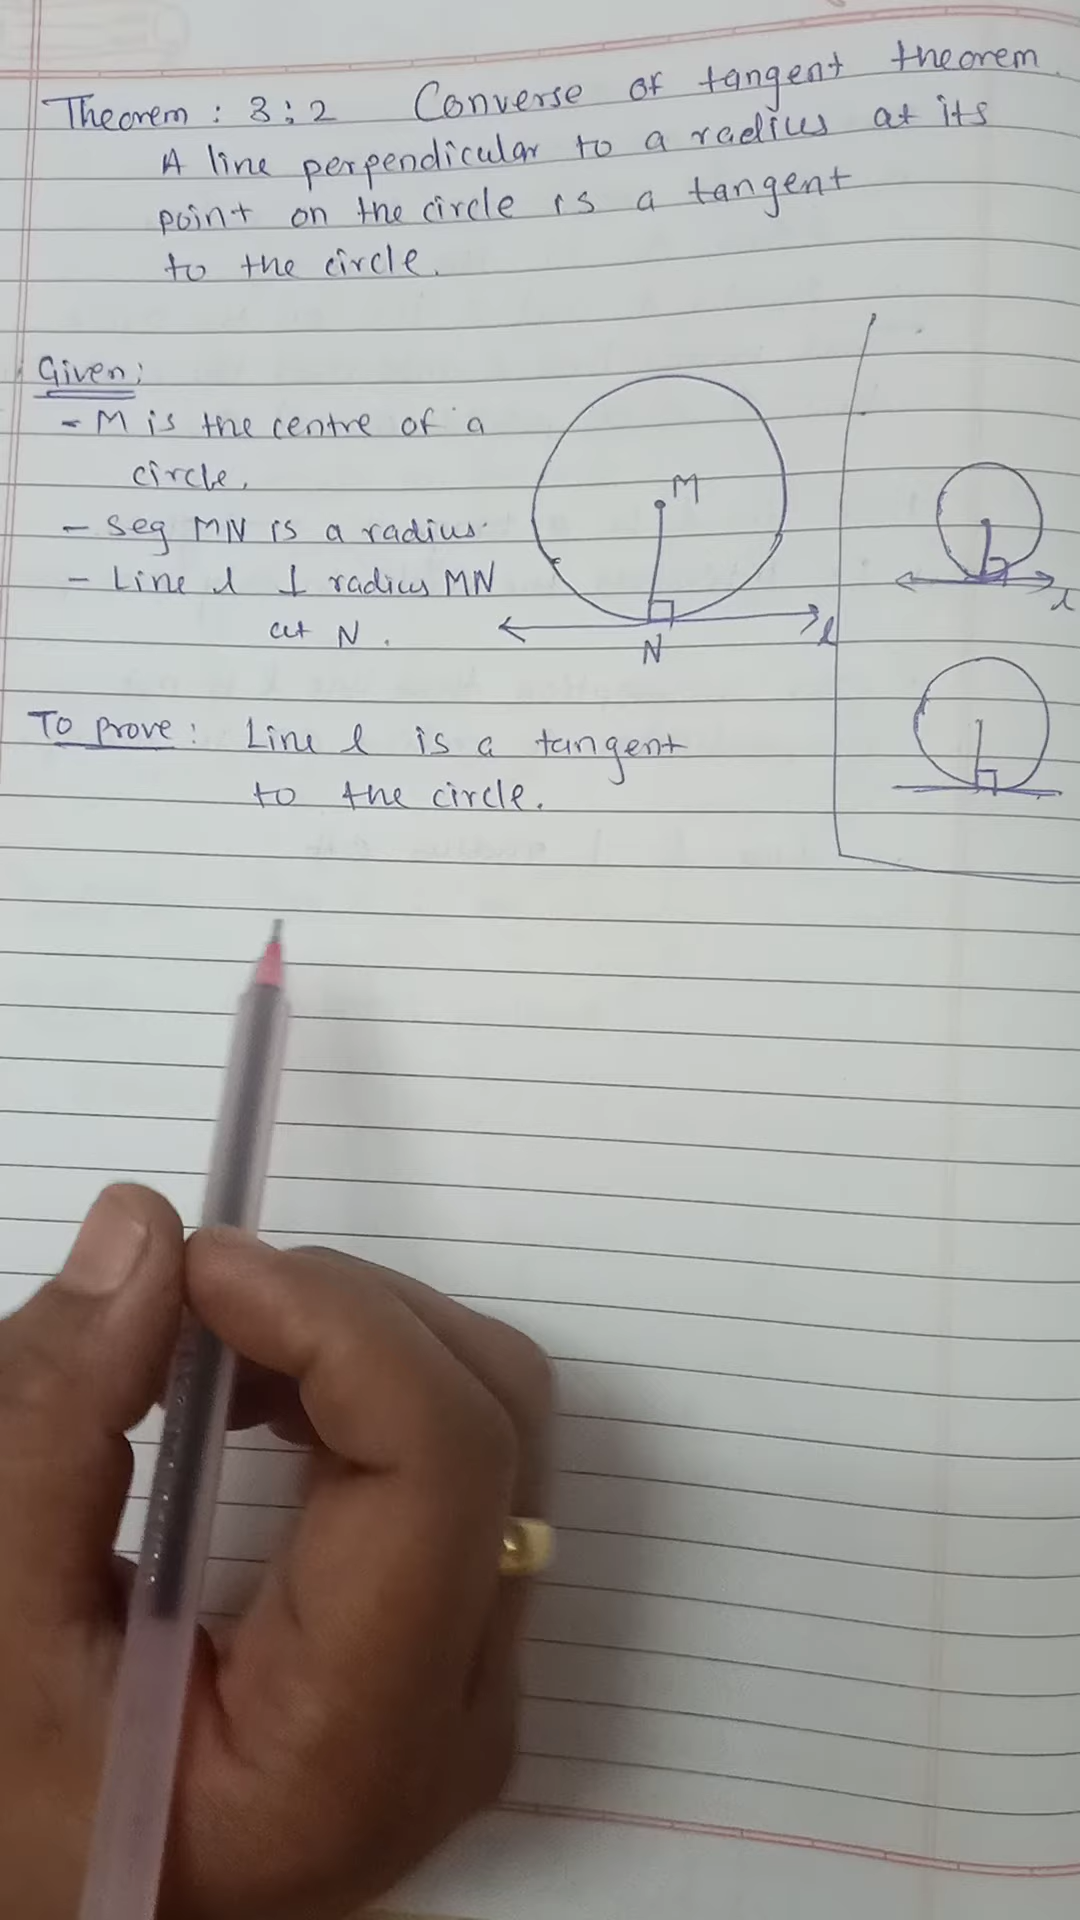 Theorem : 3:2 Converse of tangent theorem
A line perpendicular to a radius at its
point on the circle is a tangent
to the circle.
Given:
- M is the centre of a
circle.
- seg MN is a radius.
- Line l ⊥ radius MN
at N.
M
N
l
l
To prove: Line l is a tangent
to the circle.